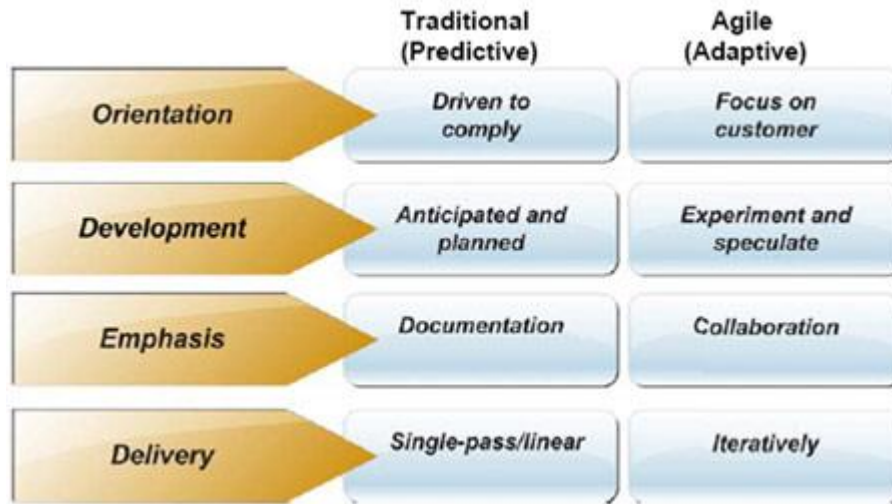 Traditional
(Predictive)
Agile
(Adaptive)
Orientation
Driven to
comply
Focus on
customer
Development
Anticipated and
planned
Experiment and
speculate
Emphasis
Documentation
Collaboration
Delivery
Single-pass/linear
Iteratively